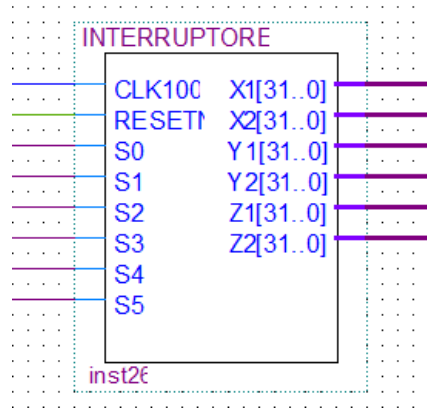 INTERRUPTORE
CLK100 X1[31..0]
RESETN X2[31..0]
S0 Y1[31..0]
S1 Y2[31..0]
S2 Z1[31..0]
S3 Z2[31..0]
S4
S5
inst26